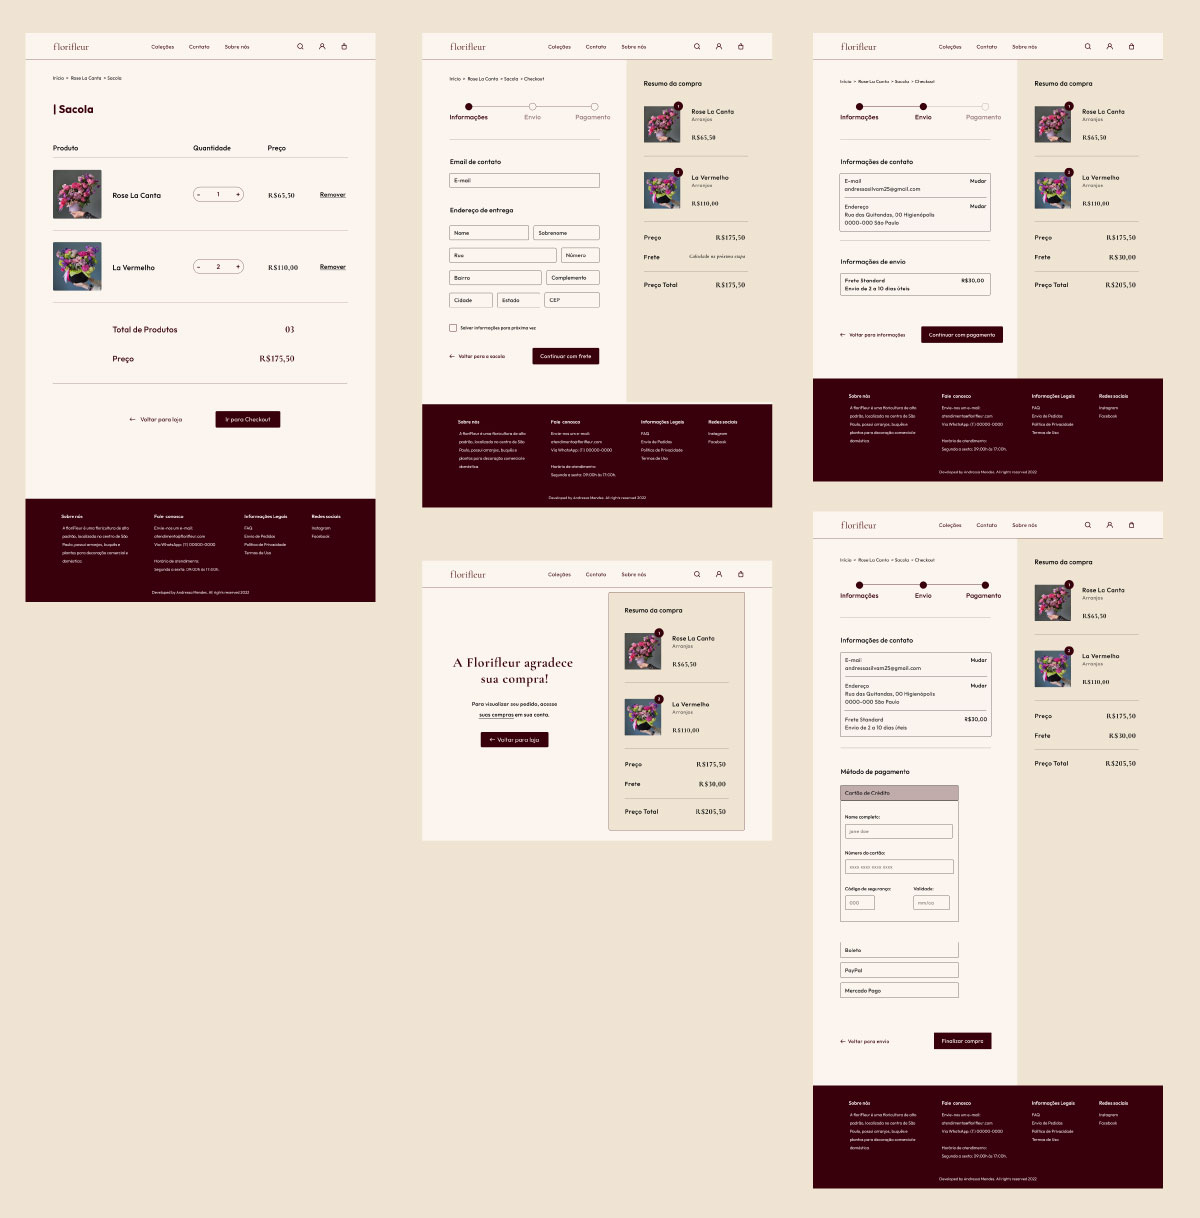 florifleur
Coleções Contato Sobre nós
Início > Rose La Canta > Sacola
| Sacola
Produto Quantidade Preço
Rose La Canta - 1 + R$65,50 Remover
La Vermelho - 2 + R$110,00 Remover
Total de Produtos 03
Preço R$175,50
← Voltar para loja Ir para Checkout
Sobre nós Fale conosco Informações Legais Redes sociais
A florifleur é uma floricultura de alto Envie-nos um e-mail: FAQ Instagram
padrão, localizada no centro de São atendimento@florifleur.com Envio de Pedidos Facebook
Paulo, possui arranjos, buquês e Via WhatsApp: (11) 00000-0000 Política de Privacidade
plantas para decoração comercial e Termos de Uso
doméstica. Horário de atendimento:
Segunda a sexta: 09:00h às 17:00h.
Developed by Andressa Mendes. All rights reserved 2022
florifleur
Coleções Contato Sobre nós
Início > Rose La Canta > Sacola > Checkout
Informações Envio Pagamento
Email de contato
E-mail
Endereço de entrega
Nome Sobrenome
Rua Número
Bairro Complemento
Cidade Estado CEP
Salvar informações para próxima vez
← Voltar para a sacola Continuar com frete
Resumo da compra
1
Rose La Canta
Arranjos
R$65,50
2
La Vermelho
Arranjos
R$110,00
Preço R$175,50
Frete Calculado na próxima etapa
Preço Total R$175,50
Sobre nós Fale conosco Informações Legais Redes sociais
A florifleur é uma floricultura de alto Envie-nos um e-mail: FAQ Instagram
padrão, localizada no centro de São atendimento@florifleur.com Envio de Pedidos Facebook
Paulo, possui arranjos, buquês e Via WhatsApp: (11) 00000-0000 Política de Privacidade
plantas para decoração comercial e Termos de Uso
doméstica. Horário de atendimento:
Segunda a sexta: 09:00h às 17:00h.
Developed by Andressa Mendes. All rights reserved 2022
florifleur
Coleções Contato Sobre nós
A Florifleur agradece
sua compra!
Para visualizar seu pedido, acesse
suas compras em sua conta.
← Voltar para loja
Resumo da compra
1
Rose La Canta
Arranjos
R$65,50
2
La Vermelho
Arranjos
R$110,00
Preço R$175,50
Frete R$30,00
Preço Total R$205,50
florifleur
Coleções Contato Sobre nós
Início > Rose La Canta > Sacola > Checkout
Informações Envio Pagamento
Informações de contato
E-mail Mudar
andressasilvam25@gmail.com
Endereço Mudar
Rua das Quitandas, 00 Higienópolis
0000-000 São Paulo
Informações de envio
Frete Standard R$30,00
Envio de 2 a 10 dias úteis
← Voltar para informações Continuar com pagamento
Resumo da compra
1
Rose La Canta
Arranjos
R$65,50
2
La Vermelho
Arranjos
R$110,00
Preço R$175,50
Frete R$30,00
Preço Total R$205,50
Sobre nós Fale conosco Informações Legais Redes sociais
A florifleur é uma floricultura de alto Envie-nos um e-mail: FAQ Instagram
padrão, localizada no centro de São atendimento@florifleur.com Envio de Pedidos Facebook
Paulo, possui arranjos, buquês e Via WhatsApp: (11) 00000-0000 Política de Privacidade
plantas para decoração comercial e Termos de Uso
doméstica. Horário de atendimento:
Segunda a sexta: 09:00h às 17:00h.
Developed by Andressa Mendes. All rights reserved 2022
florifleur
Coleções Contato Sobre nós
Início > Rose La Canta > Sacola > Checkout
Informações Envio Pagamento
Informações de contato
E-mail Mudar
andressasilvam25@gmail.com
Endereço Mudar
Rua das Quitandas, 00 Higienópolis
0000-000 São Paulo
Frete Standard R$30,00
Envio de 2 a 10 dias úteis
Método de pagamento
Cartão de Crédito
Nome completo:
jane doe
Número do cartão:
xxxx xxxx xxxx xxxx
Código de segurança: Validade:
000 mm/aa
Boleto
PayPal
Mercado Pago
← Voltar para envio Finalizar compra
Resumo da compra
1
Rose La Canta
Arranjos
R$65,50
2
La Vermelho
Arranjos
R$110,00
Preço R$175,50
Frete R$30,00
Preço Total R$205,50
Sobre nós Fale conosco Informações Legais Redes sociais
A florifleur é uma floricultura de alto Envie-nos um e-mail: FAQ Instagram
padrão, localizada no centro de São atendimento@florifleur.com Envio de Pedidos Facebook
Paulo, possui arranjos, buquês e Via WhatsApp: (11) 00000-0000 Política de Privacidade
plantas para decoração comercial e Termos de Uso
doméstica. Horário de atendimento:
Segunda a sexta: 09:00h às 17:00h.
Developed by Andressa Mendes. All rights reserved 2022